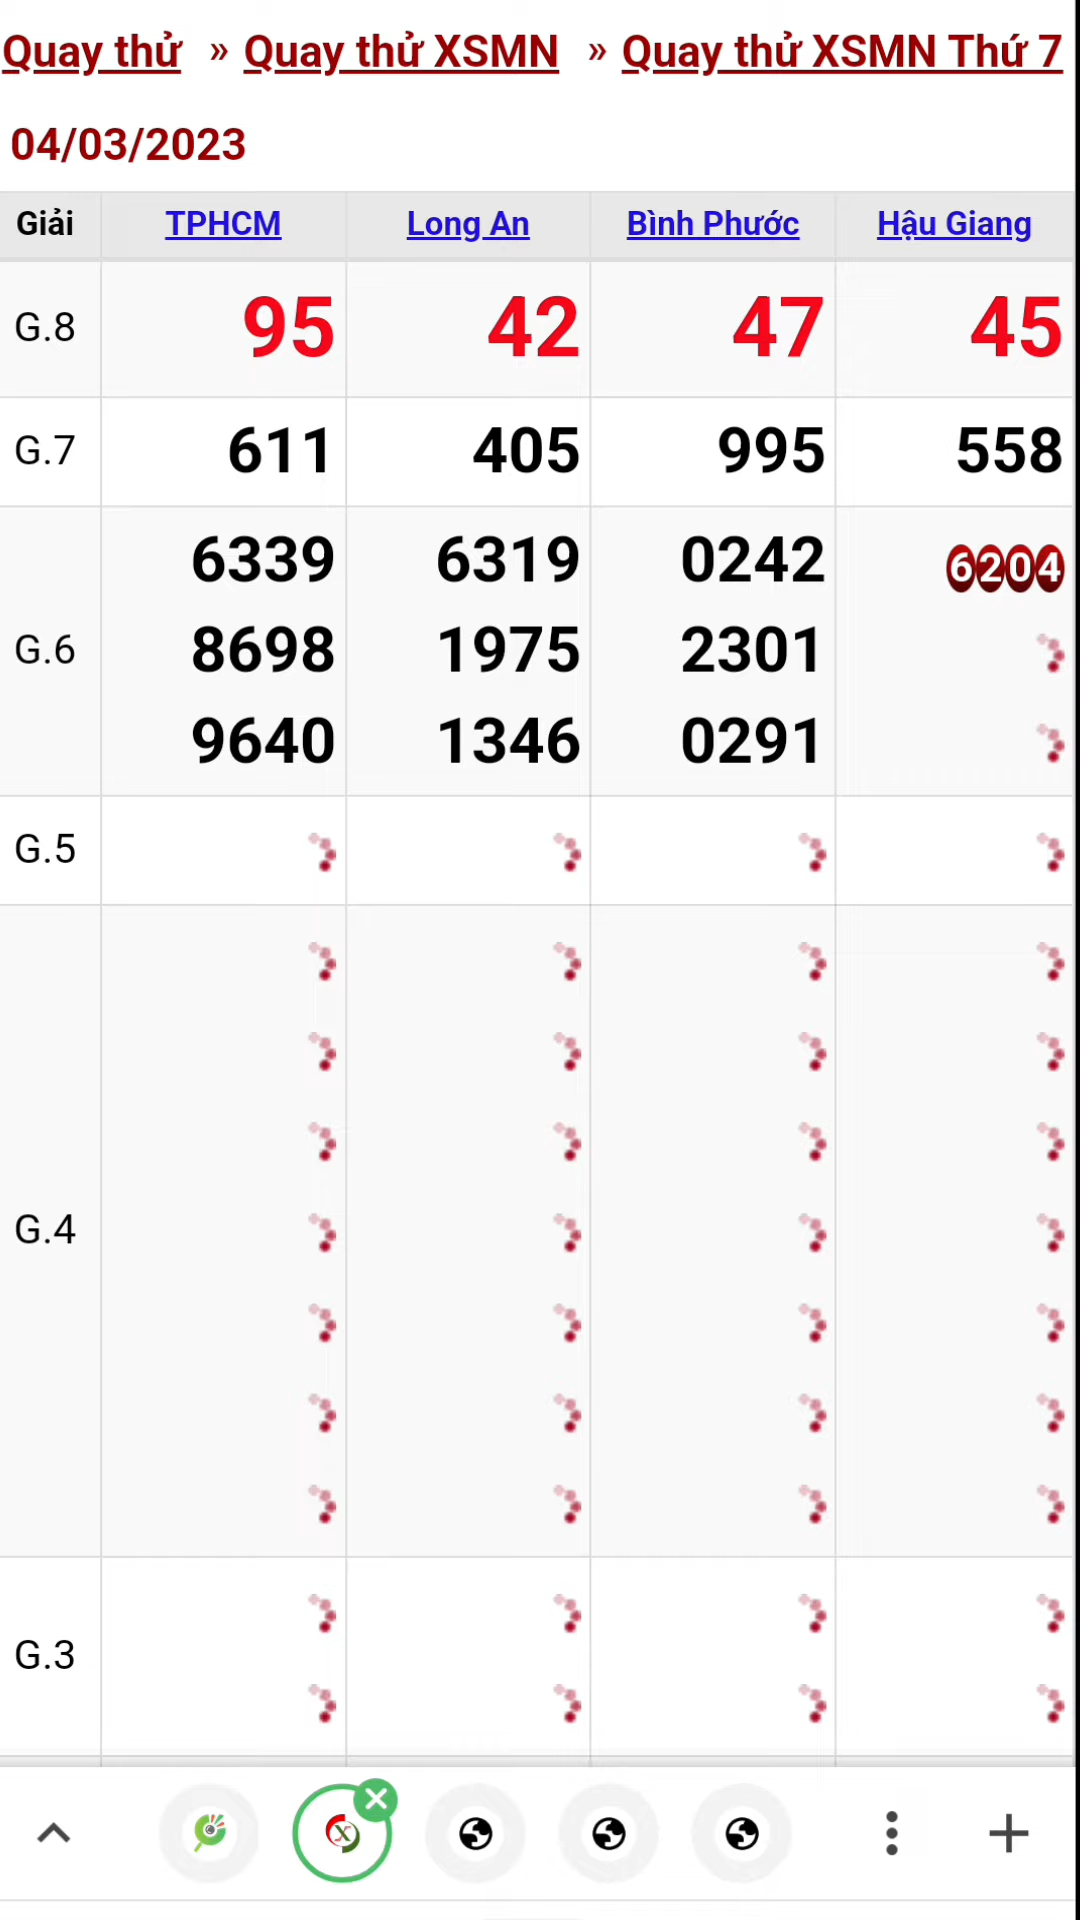 Quay thử » Quay thử XSMN » Quay thử XSMN Thứ 7
04/03/2023
Giải TPHCM Long An Bình Phước Hậu Giang
G.8 95 42 47 45
G.7 611 405 995 558
6339 6319 0242 6204
G.6 8698 1975 2301
9640 1346 0291
G.5
G.4
G.3